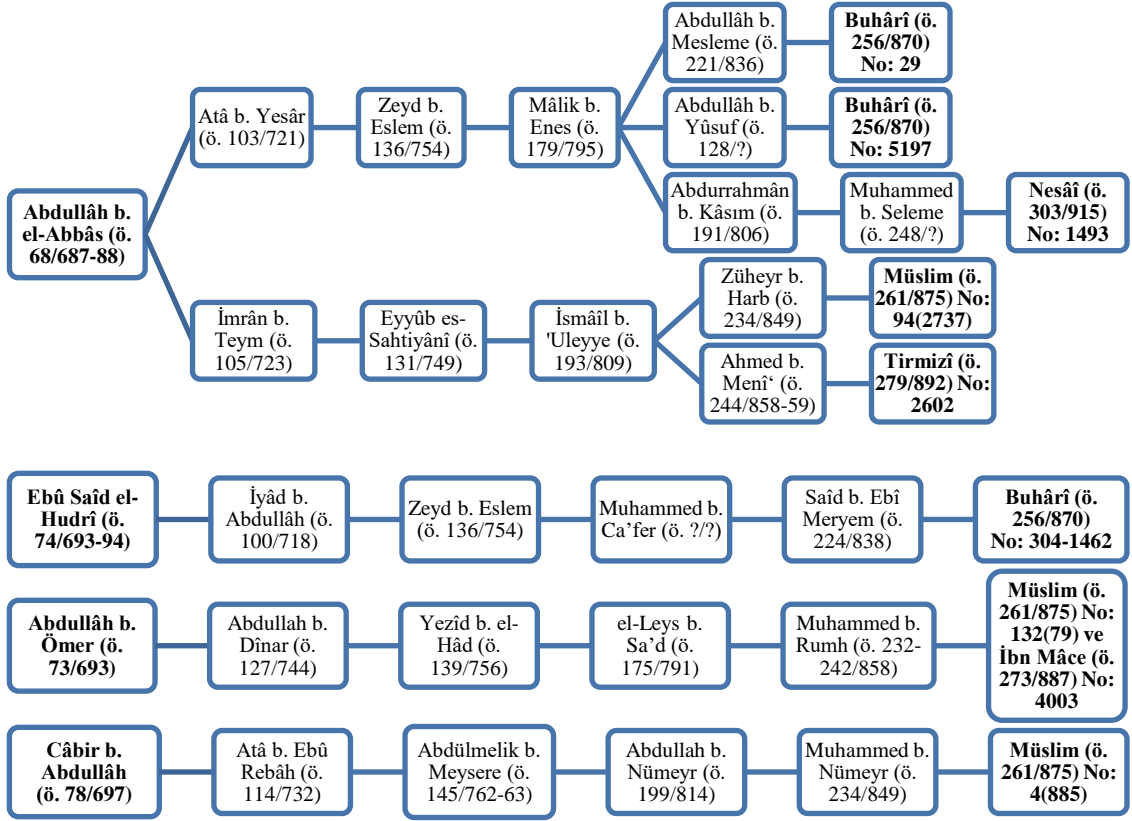 Abdullâh b.
el-Abbâs (ö.
68/687-88)
Atâ b. Yesâr
(ö. 103/721)
Zeyd b.
Eslem (ö.
136/754)
Mâlik b.
Enes (ö.
179/795)
Abdullâh b.
Mesleme (ö.
221/836)
Buhârî (ö.
256/870)
No: 29
Abdullâh b.
Yûsuf (ö.
128/?)
Buhârî (ö.
256/870)
No: 5197
Abdurrahmân
b. Kâsım (ö.
191/806)
Muhammed
b. Seleme
(ö. 248/?)
Nesâî (ö.
303/915)
No: 1493
İmrân b.
Teym (ö.
105/723)
Eyyûb es-
Sahtiyânî (ö.
131/749)
İsmâîl b.
'Uleyye (ö.
193/809)
Züheyr b.
Harb (ö.
234/849)
Müslim (ö.
261/875) No:
94(2737)
Ahmed b.
Menî‘ (ö.
244/858-59)
Tirmizî (ö.
279/892) No:
2602
Ebû Saîd el-
Hudrî (ö.
74/693-94)
İyâd b.
Abdullâh (ö.
100/718)
Zeyd b. Eslem
(ö. 136/754)
Muhammed b.
Ca’fer (ö. ?/?)
Saîd b. Ebî
Meryem (ö.
224/838)
Buhârî (ö.
256/870)
No: 304-1462
Abdullâh b.
Ömer (ö.
73/693)
Abdullah b.
Dînar (ö.
127/744)
Yezîd b. el-
Hâd (ö.
139/756)
el-Leys b.
Sa’d (ö.
175/791)
Muhammed b.
Rumh (ö. 232-
242/858)
Müslim (ö.
261/875) No:
132(79) ve
İbn Mâce (ö.
273/887) No:
4003
Câbir b.
Abdullâh
(ö. 78/697)
Atâ b. Ebû
Rebâh (ö.
114/732)
Abdülmelik b.
Meysere (ö.
145/762-63)
Abdullah b.
Nümeyr (ö.
199/814)
Muhammed b.
Nümeyr (ö.
234/849)
Müslim (ö.
261/875) No:
4(885)